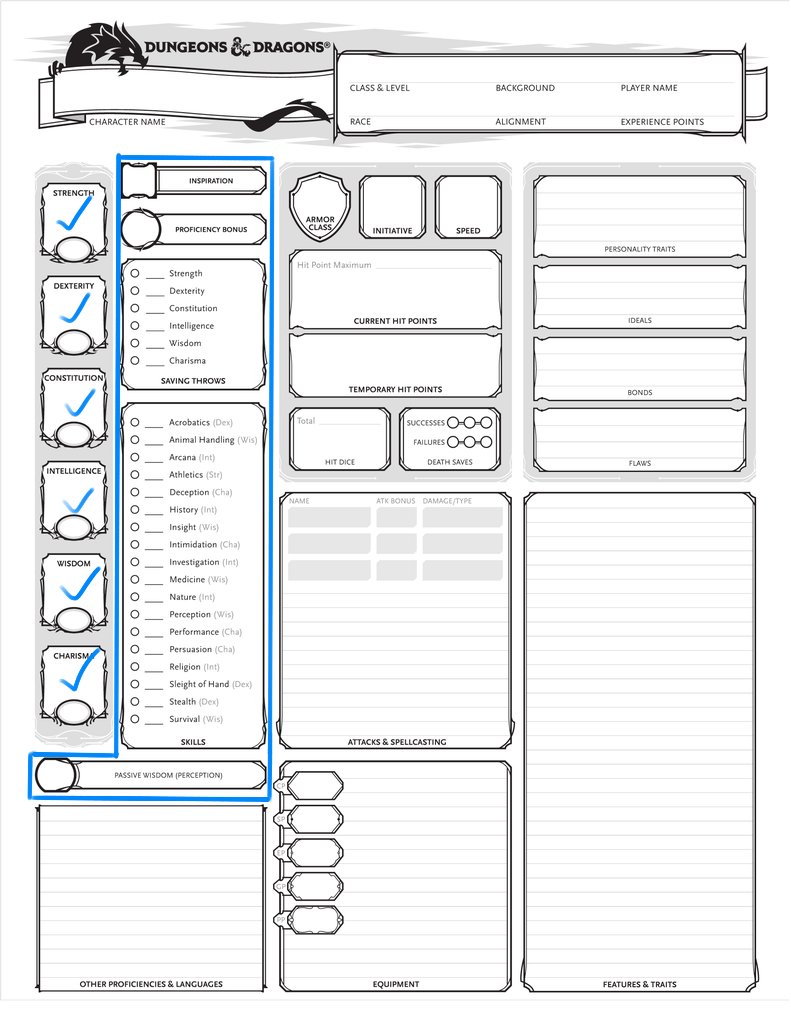 DUNGEONS & DRAGONS®
CHARACTER NAME
CLASS & LEVEL BACKGROUND PLAYER NAME
RACE ALIGNMENT EXPERIENCE POINTS
STRENGTH
DEXTERITY
CONSTITUTION
INTELLIGENCE
WISDOM
CHARISMA
INSPIRATION
PROFICIENCY BONUS
Strength
Dexterity
Constitution
Intelligence
Wisdom
Charisma
SAVING THROWS
Acrobatics (Dex)
Animal Handling (Wis)
Arcana (Int)
Athletics (Str)
Deception (Cha)
History (Int)
Insight (Wis)
Intimidation (Cha)
Investigation (Int)
Medicine (Wis)
Nature (Int)
Perception (Wis)
Performance (Cha)
Persuasion (Cha)
Religion (Int)
Sleight of Hand (Dex)
Stealth (Dex)
Survival (Wis)
SKILLS
PASSIVE WISDOM (PERCEPTION)
OTHER PROFICIENCIES & LANGUAGES
ARMOR
CLASS
INITIATIVE
SPEED
Hit Point Maximum
CURRENT HIT POINTS
TEMPORARY HIT POINTS
Total
HIT DICE
SUCCESSES
FAILURES
DEATH SAVES
NAME ATK BONUS DAMAGE/TYPE
ATTACKS & SPELLCASTING
CP
SP
EP
GP
PP
EQUIPMENT
PERSONALITY TRAITS
IDEALS
BONDS
FLAWS
FEATURES & TRAITS